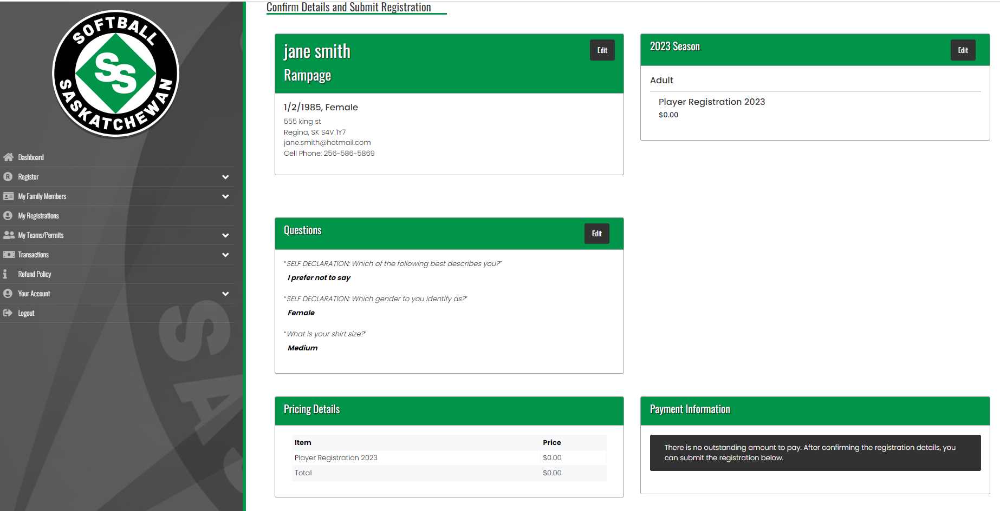 SOFTBALL
SS
SASKATCHEWAN
Dashboard
Register
My Family Members
My Registrations
My Teams/Permits
Transactions
Refund Policy
Your Account
Logout
Confirm Details and Submit Registration
jane smith
Edit
Rampage
1/2/1985, Female
555 king st
Regina, SK S4V 1Y7
jane.smith@hotmail.com
Cell Phone: 256-586-5869
2023 Season
Edit
Adult
Player Registration 2023
$0.00
Questions
Edit
"SELF DECLARATION: Which of the following best describes you?"
I prefer not to say
"SELF DECLARATION: Which gender to you identify as?"
Female
"What is your shirt size?"
Medium
Pricing Details
Item Price
Player Registration 2023 $0.00
Total $0.00
Payment Information
There is no outstanding amount to pay. After confirming the registration details, you
can submit the registration below.